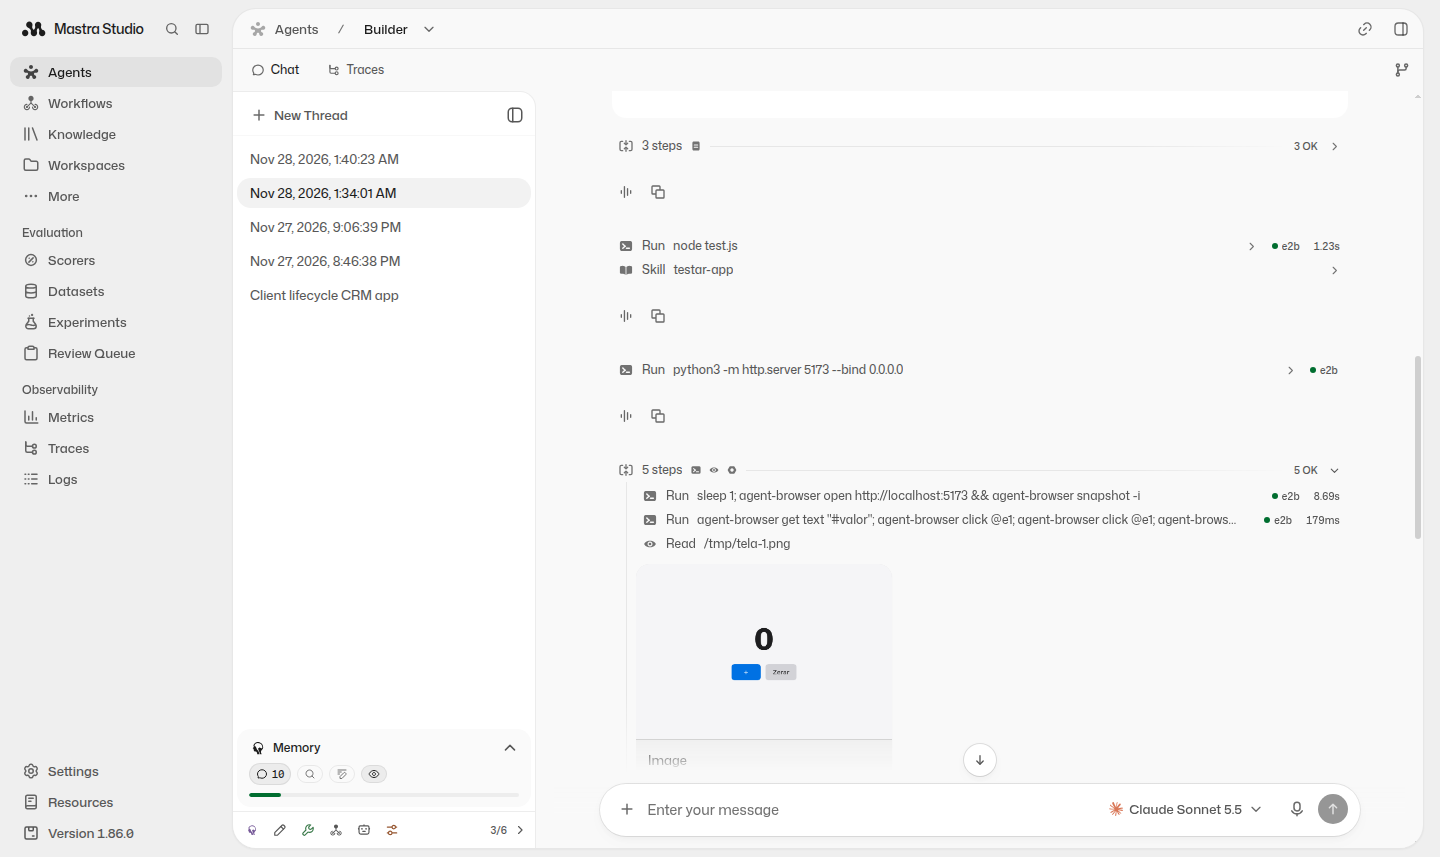 Mastra Studio
Agents
Workflows
Knowledge
Workspaces
More
Evaluation
Scorers
Datasets
Experiments
Review Queue
Observability
Metrics
Traces
Logs
Settings
Resources
Version 1.86.0
Agents / Builder
Chat
Traces
New Thread
Nov 28, 2026, 1:40:23 AM
Nov 28, 2026, 1:34:01 AM
Nov 27, 2026, 9:06:39 PM
Nov 27, 2026, 8:46:38 PM
Client lifecycle CRM app
Memory
10
3/6
3 steps 3 OK
Run node test.js e2b 1.23s
Skill testar-app
Run python3 -m http.server 5173 --bind 0.0.0.0 e2b
5 steps 5 OK
Run sleep 1; agent-browser open http://localhost:5173 && agent-browser snapshot -i e2b 8.69s
Run agent-browser get text "#valor"; agent-browser click @e1; agent-browser click @e1; agent-brows... e2b 179ms
Read /tmp/tela-1.png
0
+ Zerar
Image
Enter your message
Claude Sonnet 5.5